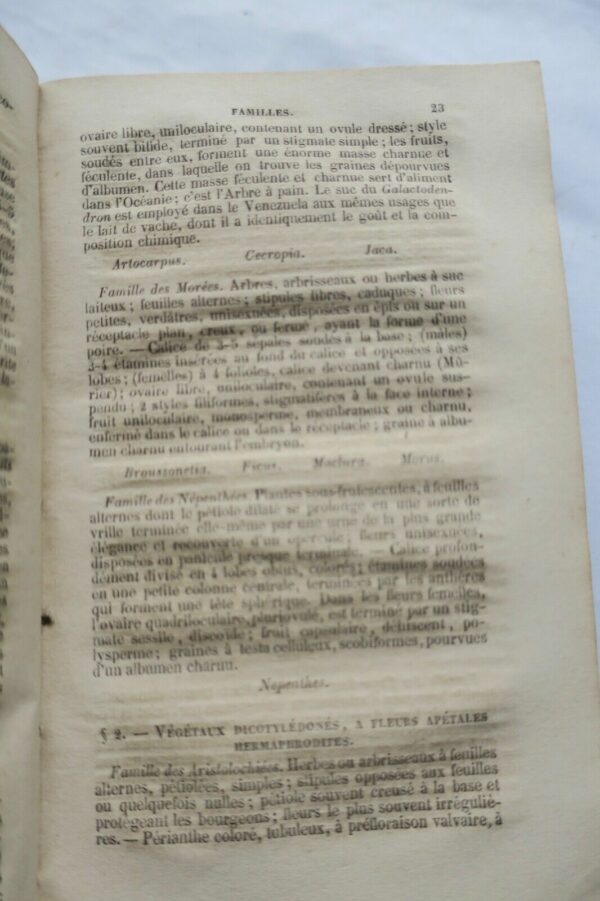 FAMILLES. 23
ovaire libre, uniloculaire, contenant un ovule dressé; style
souvent bifide, terminé par un stigmate simple; les fruits,
soudés entre eux, forment une énorme masse charnue et
féculente, dans laquelle on trouve les graines dépourvues
d'albumen. Cette masse féculente et charnue sert d'aliment
dans l'Océanie; c'est l'Arbre à pain. Le suc du Galactoden-
dron est employé dans le Venezuela aux mêmes usages que
le lait de vache, dont il a identiquement le goût et la com-
position chimique.
Artocarpus. Cecropia. Jaca.
Famille des Morées. Arbres, arbrisseaux ou herbes à suc
laiteux; feuilles alternes; stipules libres, caduques; fleurs
petites, verdâtres, unisexuées, disposées en épis ou sur un
réceptacle plan, creux, ou fermé, ayant la forme d'une
poire. — Calice de 3-5 sépales soudés à la base; (mâles)
3-4 étamines insérées au fond du calice et opposées à ses
lobes; (femelles) à 4 folioles, calice devenant charnu (Mû-
rier); ovaire libre, uniloculaire, contenant un ovule sus-
pendu; 2 styles filiformes, stigmatifères à la face interne;
fruit uniloculaire, monosperme, membraneux ou charnu,
enfermé dans le calice ou dans le réceptacle; graine à albu-
men charnu entourant l'embryon.
Broussonetia. Ficus. Maclura. Morus.
Famille des Népenthées. Plantes sous-frutescentes, à feuilles
alternes dont le pétiole dilaté se prolonge en une sorte de
vrille terminée elle-même par une urne de la plus grande
élégance et recouverte d'un opercule; fleurs unisexuées,
disposées en panicule presque terminale. — Calice profon-
dément divisé en 4 lobes obtus, colorés; étamines soudées
en une petite colonne centrale, terminées par les anthères
qui forment une tête sphérique. Dans les fleurs femelles,
l'ovaire quadriloculaire, pluriovulé, est terminé par un stig-
mate sessile, discoïde; fruit capsulaire, déhiscent, po-
lysperme; graines à testa celluleux, scobiformes, pourvues
d'un albumen charnu.
Nepenthes.
§ 2. — VÉGÉTAUX DICOTYLÉDONÉS, A FLEURS APÉTALES
HERMAPHRODITES.
Famille des Aristolochiées. Herbes ou arbrisseaux à feuilles
alternes, pétiolées, simples; stipules opposées aux feuilles
ou quelquefois nulles; pétiole souvent creusé à la base et
protégeant les bourgeons; fleurs le plus souvent irréguliè-
res. — Périanthe coloré, tubuleux, à préfloraison valvaire, à